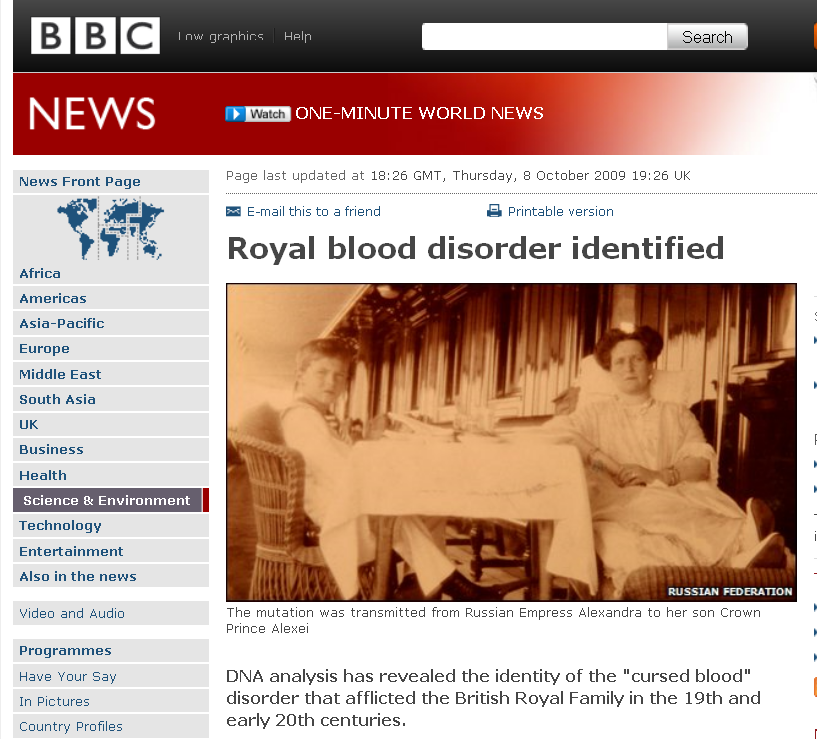 BBC
Low graphics
Help
Search
NEWS
Watch ONE-MINUTE WORLD NEWS
News Front Page
Africa
Americas
Asia-Pacific
Europe
Middle East
South Asia
UK
Business
Health
Science & Environment
Technology
Entertainment
Also in the news
Video and Audio
Programmes
Have Your Say
In Pictures
Country Profiles
Page last updated at 18:26 GMT, Thursday, 8 October 2009 19:26 UK
E-mail this to a friend
Printable version
Royal blood disorder identified
RUSSIAN FEDERATION
The mutation was transmitted from Russian Empress Alexandra to her son Crown
Prince Alexei
DNA analysis has revealed the identity of the "cursed blood"
disorder that afflicted the British Royal Family in the 19th and
early 20th centuries.